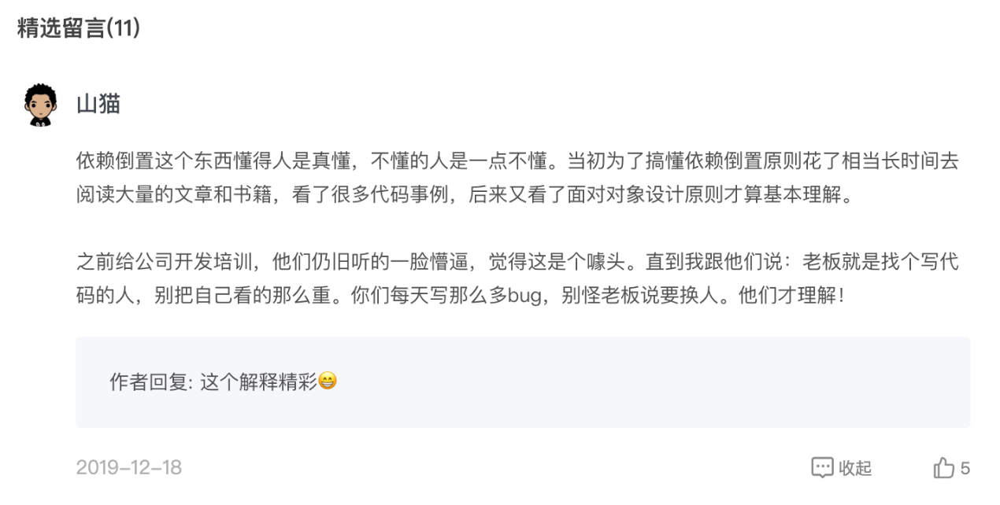 精选留言(11)
山猫
依赖倒置这个东西懂得人是真懂，不懂的人是一点不懂。当初为了搞懂依赖倒置原则花了相当长时间去
阅读大量的文章和书籍，看了很多代码事例，后来又看了面对对象设计原则才算基本理解。
之前给公司开发培训，他们仍旧听的一脸懵逼，觉得这是个噱头。直到我跟他们说：老板就是找个写代
码的人，别把自己看的那么重。你们每天写那么多bug，别怪老板说要换人。他们才理解！
作者回复: 这个解释精彩😁
2019-12-18
收起
5